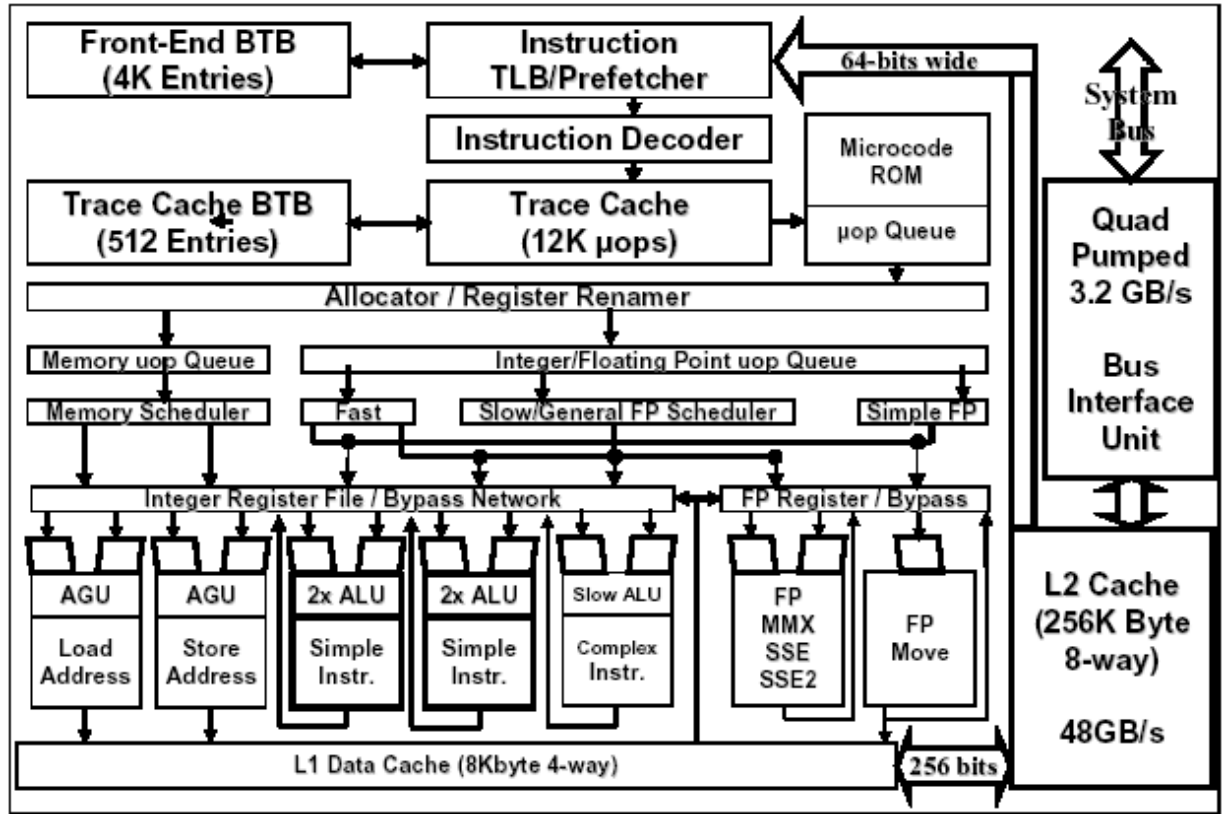 Front-End BTB
(4K Entries)
Instruction
TLB/Prefetcher
64-bits wide
System
Bus
Instruction Decoder
Microcode
ROM
Trace Cache BTB
(512 Entries)
Trace Cache
(12K µops)
µop Queue
Quad
Pumped
3.2 GB/s
Bus
Interface
Unit
Allocator / Register Renamer
Memory uop Queue
Integer/Floating Point uop Queue
Memory Scheduler
Fast
Slow/General FP Scheduler
Simple FP
Integer Register File / Bypass Network
FP Register / Bypass
AGU
Load
Address
AGU
Store
Address
2x ALU
Simple
Instr.
2x ALU
Simple
Instr.
Slow ALU
Complex
Instr.
FP
MMX
SSE
SSE2
FP
Move
L2 Cache
(256K Byte
8-way)
48GB/s
L1 Data Cache (8Kbyte 4-way)
256 bits